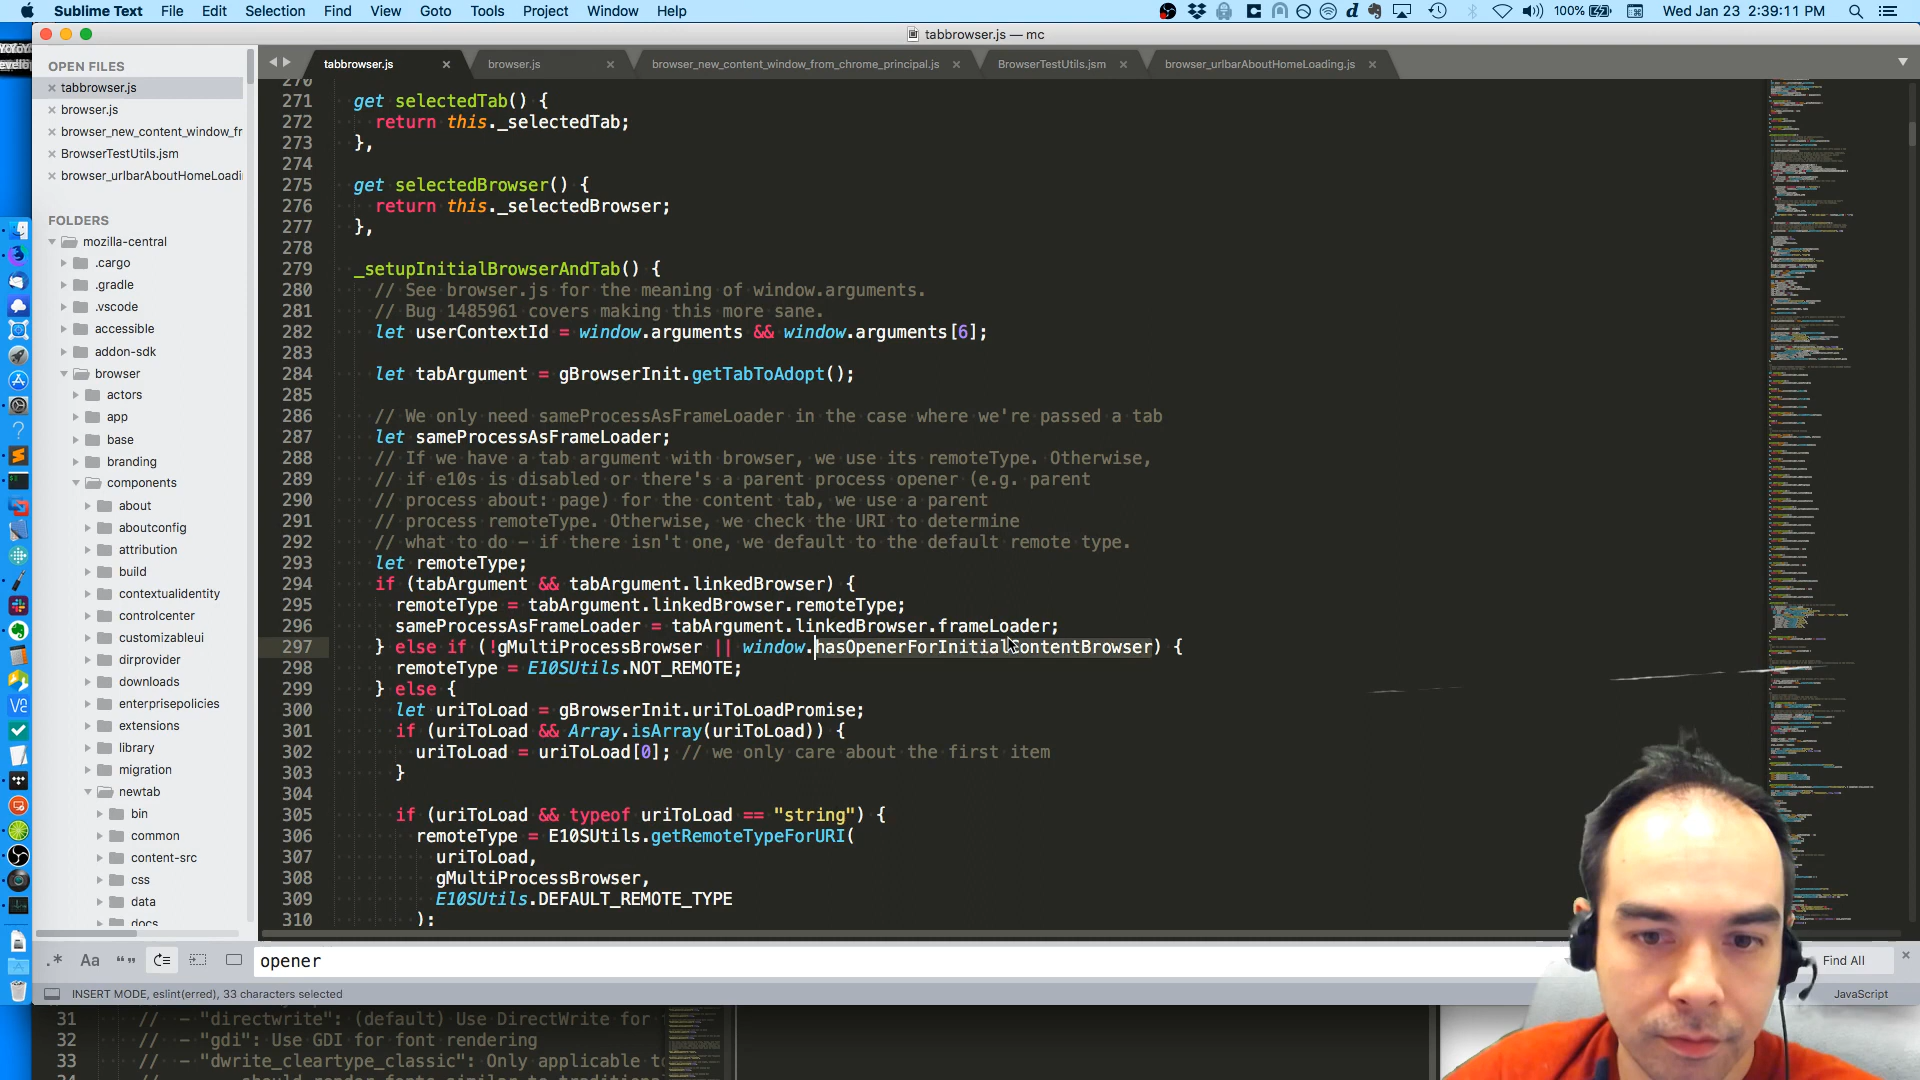 Sublime Text File Edit Selection Find View Goto Tools Project Window Help
100% Wed Jan 23 2:39:11 PM
tabbrowser.js — mc
OPEN FILES
tabbrowser.js
browser.js
browser_new_content_window_fr
BrowserTestUtils.jsm
browser_urlbarAboutHomeLoadi
FOLDERS
mozilla-central
.cargo
.gradle
.vscode
accessible
addon-sdk
browser
actors
app
base
branding
components
about
aboutconfig
attribution
build
contextualidentity
controlcenter
customizableui
dirprovider
downloads
enterprisepolicies
extensions
library
migration
newtab
bin
common
content-src
css
data
docs
tabbrowser.js browser.js browser_new_content_window_from_chrome_principal.js BrowserTestUtils.jsm browser_urlbarAboutHomeLoading.js
270
271 get selectedTab() {
272 return this._selectedTab;
273 },
274
275 get selectedBrowser() {
276 return this._selectedBrowser;
277 },
278
279 _setupInitialBrowserAndTab() {
280 // See browser.js for the meaning of window.arguments.
281 // Bug 1485961 covers making this more sane.
282 let userContextId = window.arguments && window.arguments[6];
283
284 let tabArgument = gBrowserInit.getTabToAdopt();
285
286 // We only need sameProcessAsFrameLoader in the case where we're passed a tab
287 let sameProcessAsFrameLoader;
288 // If we have a tab argument with browser, we use its remoteType. Otherwise,
289 // if e10s is disabled or there's a parent process opener (e.g. parent
290 // process about: page) for the content tab, we use a parent
291 // process remoteType. Otherwise, we check the URI to determine
292 // what to do - if there isn't one, we default to the default remote type.
293 let remoteType;
294 if (tabArgument && tabArgument.linkedBrowser) {
295 remoteType = tabArgument.linkedBrowser.remoteType;
296 sameProcessAsFrameLoader = tabArgument.linkedBrowser.frameLoader;
297 } else if (!gMultiProcessBrowser || window.hasOpenerForInitialContentBrowser) {
298 remoteType = E10SUtils.NOT_REMOTE;
299 } else {
300 let uriToLoad = gBrowserInit.uriToLoadPromise;
301 if (uriToLoad && Array.isArray(uriToLoad)) {
302 uriToLoad = uriToLoad[0]; // we only care about the first item
303 }
304
305 if (uriToLoad && typeof uriToLoad == "string") {
306 remoteType = E10SUtils.getRemoteTypeForURI(
307 uriToLoad,
308 gMultiProcessBrowser,
309 E10SUtils.DEFAULT_REMOTE_TYPE
310 );
.* Aa “” opener Find All
INSERT MODE, eslint(erred), 33 characters selected JavaScript
31 // - "directwrite": (default) Use DirectWrite for
32 // - "gdi": Use GDI for font rendering
33 // - "dwrite_cleartype_classic": Only applicable to